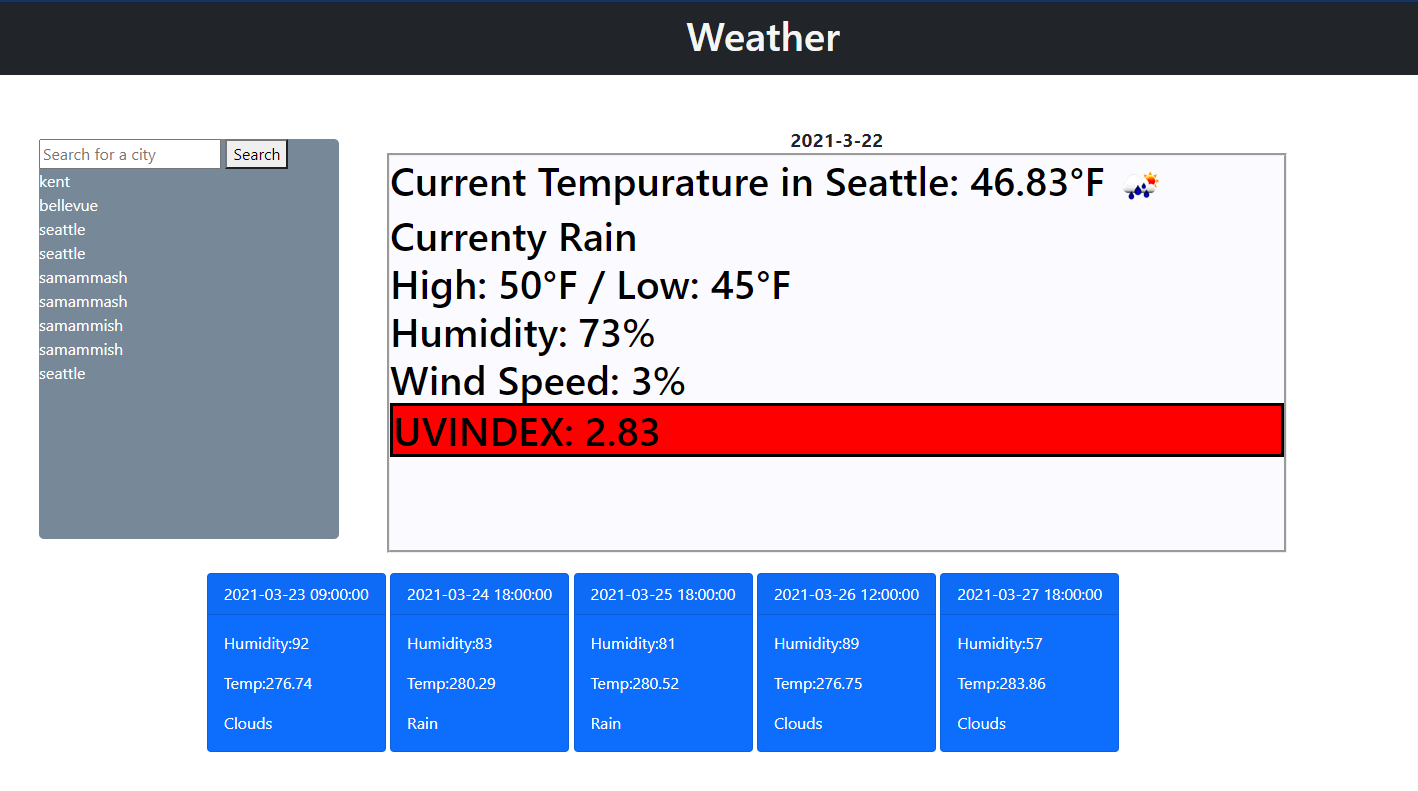 Weather
Search for a city Search
kent
bellevue
seattle
seattle
samammash
samammash
samammish
samammish
seattle
2021-3-22
Current Tempurature in Seattle: 46.83°F
Currenty Rain
High: 50°F / Low: 45°F
Humidity: 73%
Wind Speed: 3%
UVINDEX: 2.83
2021-03-23 09:00:00
Humidity:92
Temp:276.74
Clouds
2021-03-24 18:00:00
Humidity:83
Temp:280.29
Rain
2021-03-25 18:00:00
Humidity:81
Temp:280.52
Rain
2021-03-26 12:00:00
Humidity:89
Temp:276.75
Clouds
2021-03-27 18:00:00
Humidity:57
Temp:283.86
Clouds